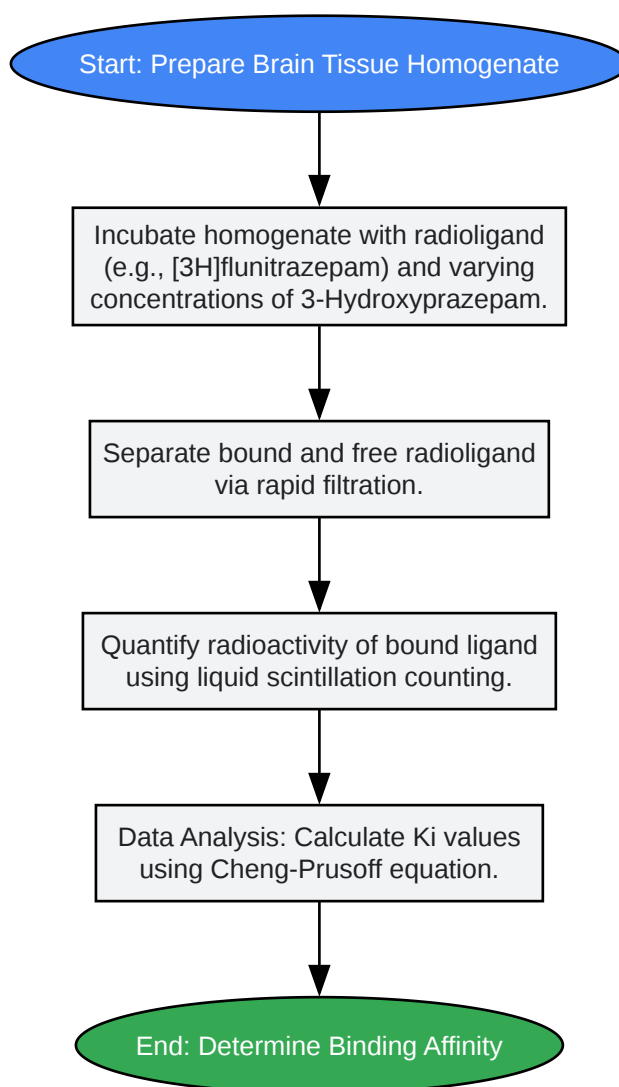 Start: Prepare Brain Tissue Homogenate
Incubate homogenate with radioligand
(e.g., [3H]flunitrazepam) and varying
concentrations of 3-Hydroxyprazepam.
Separate bound and free radioligand
via rapid filtration.
Quantify radioactivity of bound ligand
using liquid scintillation counting.
Data Analysis: Calculate Ki values
using Cheng-Prusoff equation.
End: Determine Binding Affinity